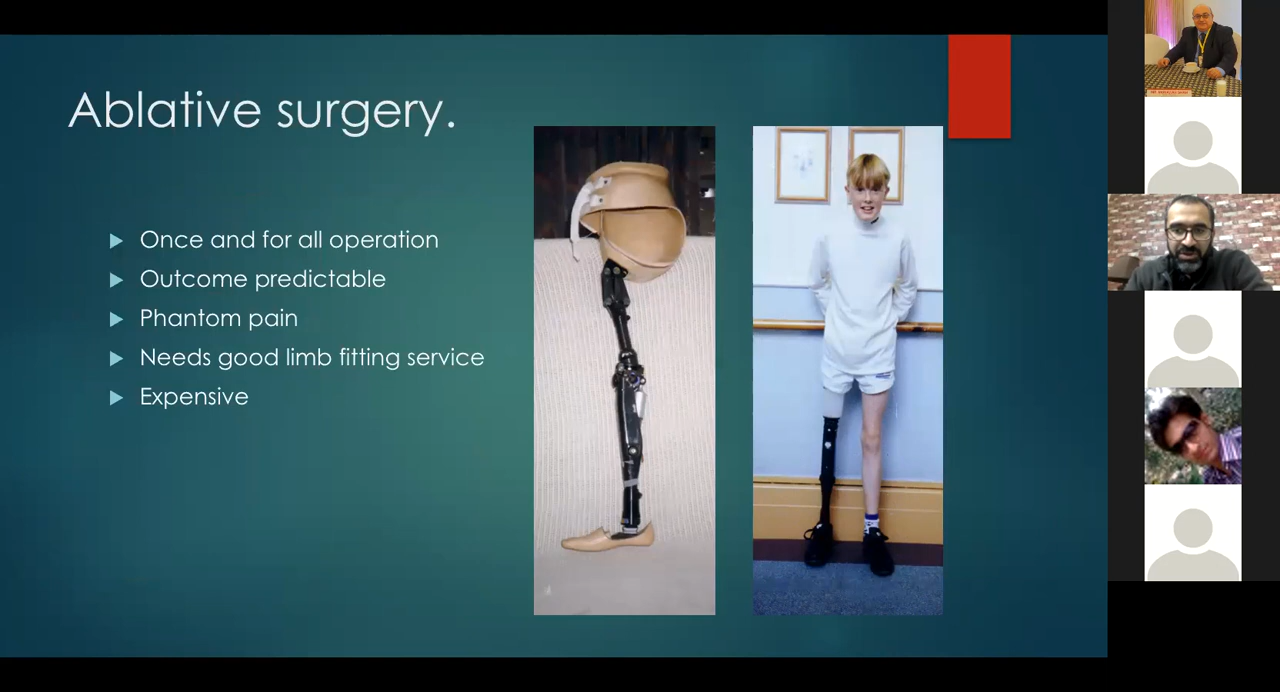 Ablative surgery.
Once and for all operation
Outcome predictable
Phantom pain
Needs good limb fitting service
Expensive